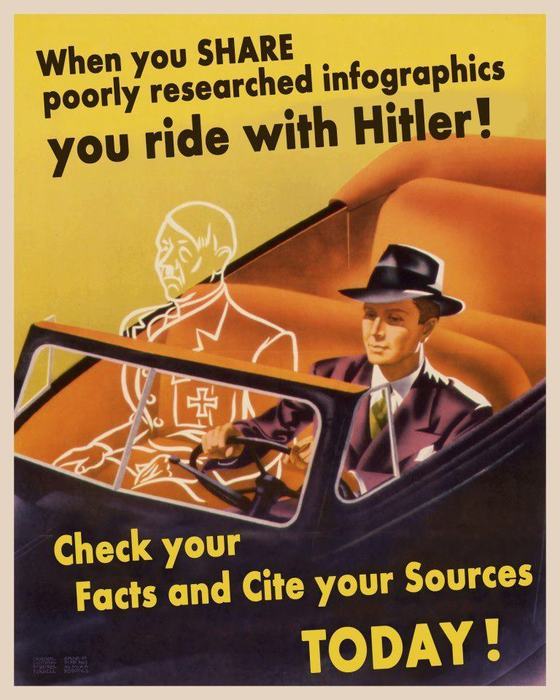 When you SHARE
poorly researched infographics
you ride with Hitler!
Check your
Facts and Cite your Sources
TODAY!